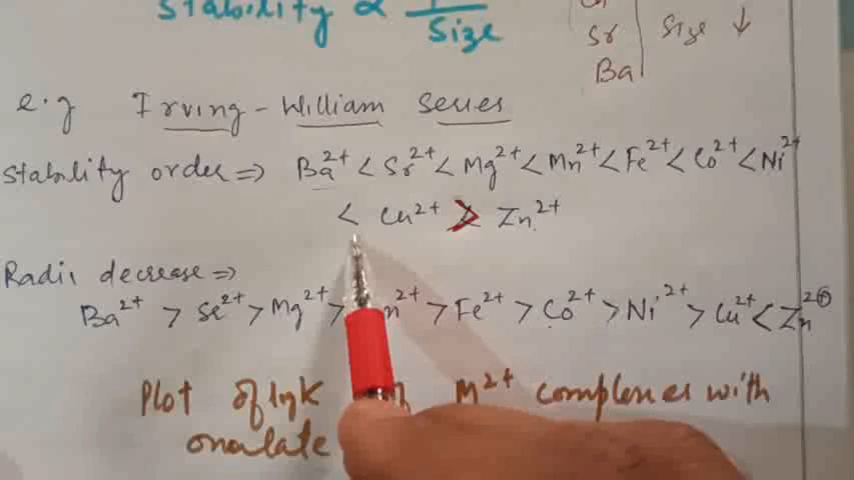 Stability ∝ 1
Size
Sr
Size ↓
Ba
e.g Irving - William Series
Stability order ⇒ Ba²⁺ < Sr²⁺ < Mg²⁺ < Mn²⁺ < Fe²⁺ < Co²⁺ < Ni²⁺
< Cu²⁺ > Zn²⁺
Radii decrease ⇒
Ba²⁺ > Sr²⁺ > Mg²⁺ > n²⁺ > Fe²⁺ > Co²⁺ > Ni²⁺ > Cu²⁺ < Zn²⁺
Plot of lgK M²⁺ complexes with
oxalate